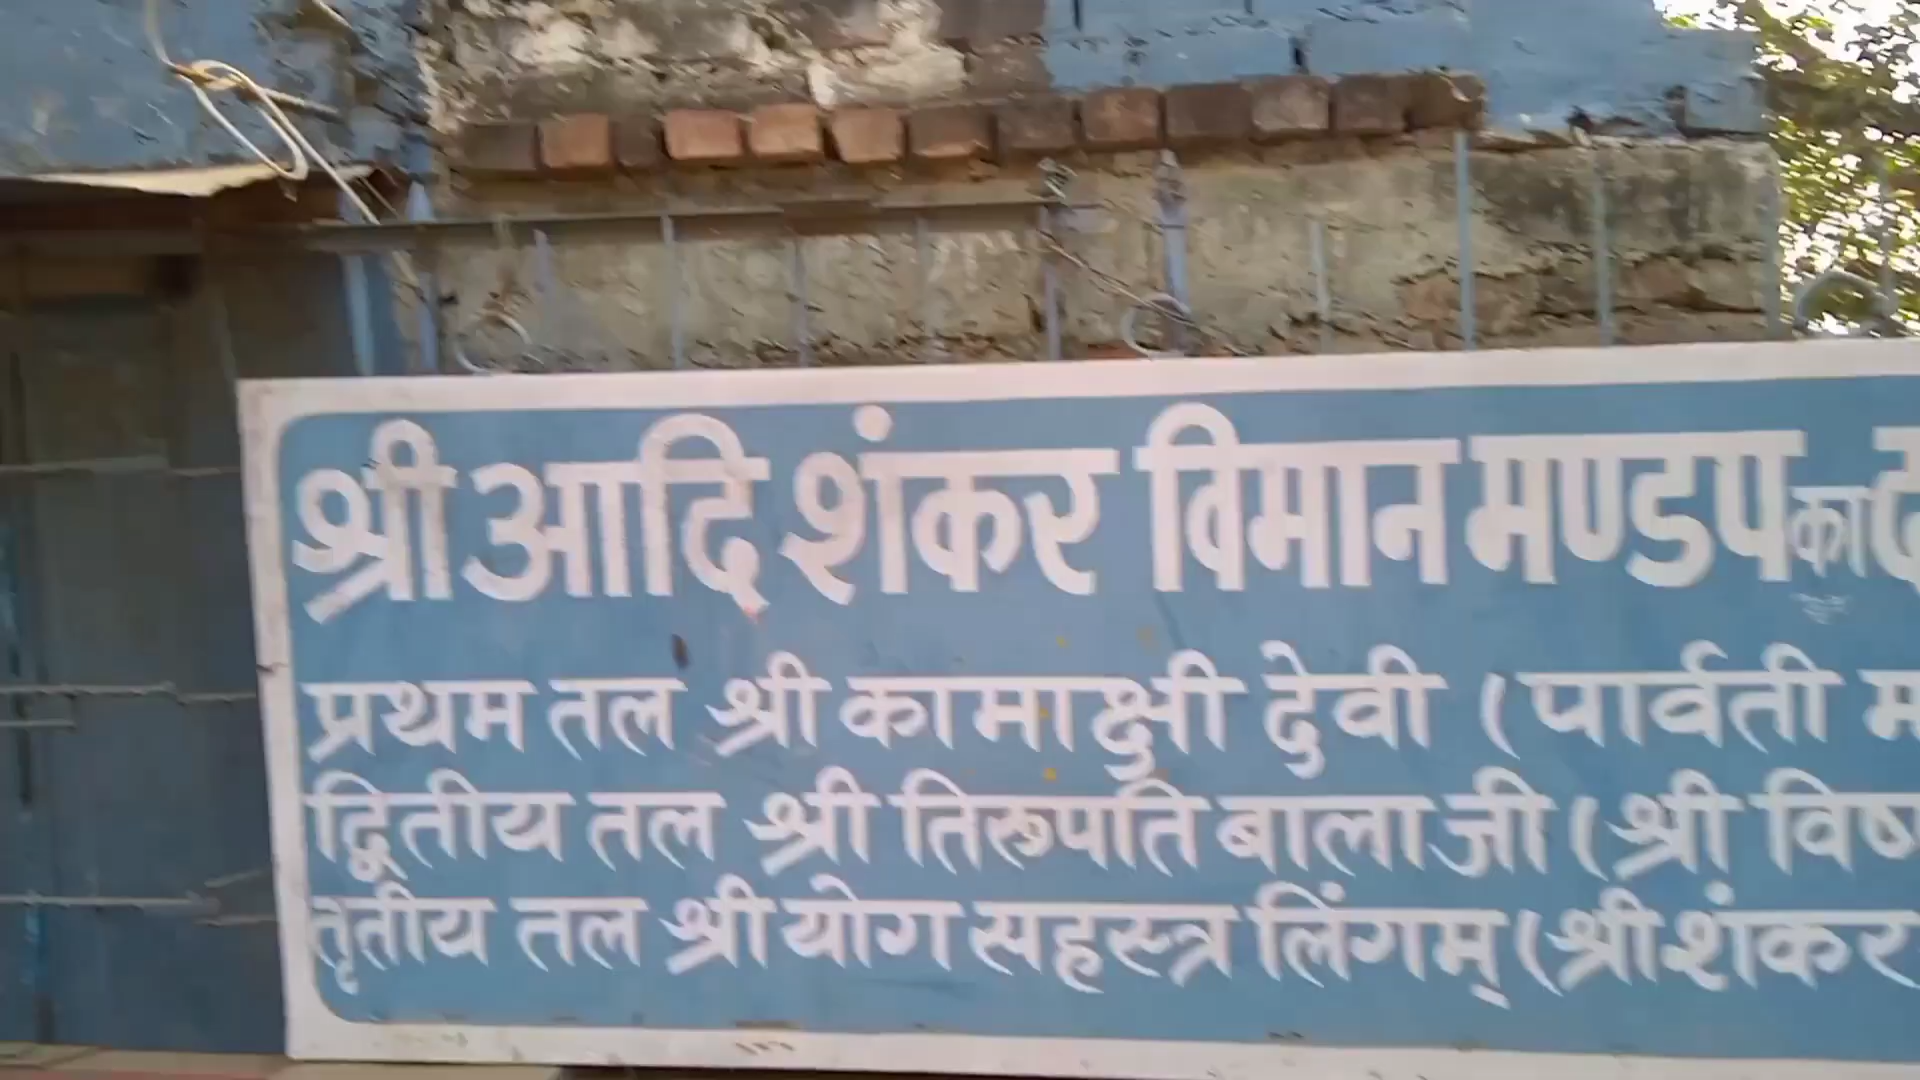 श्री आदि शंकर विमान मण्डप का
प्रथम तल श्री कामाक्षी देवी (पार्वती
द्वितीय तल श्री तिरूपति बालाजी (श्री
तृतीय तल श्री योग सहस्त्र लिंगम् (श्री शंकर